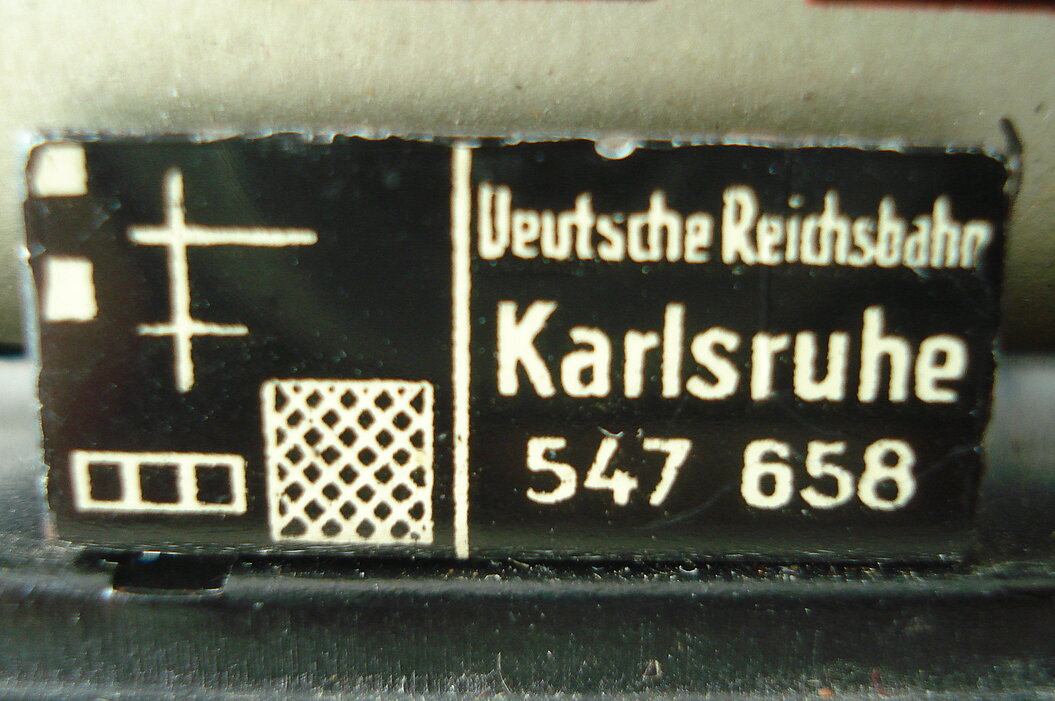 Deutsche Reichsbahn
Karlsruhe
547 658